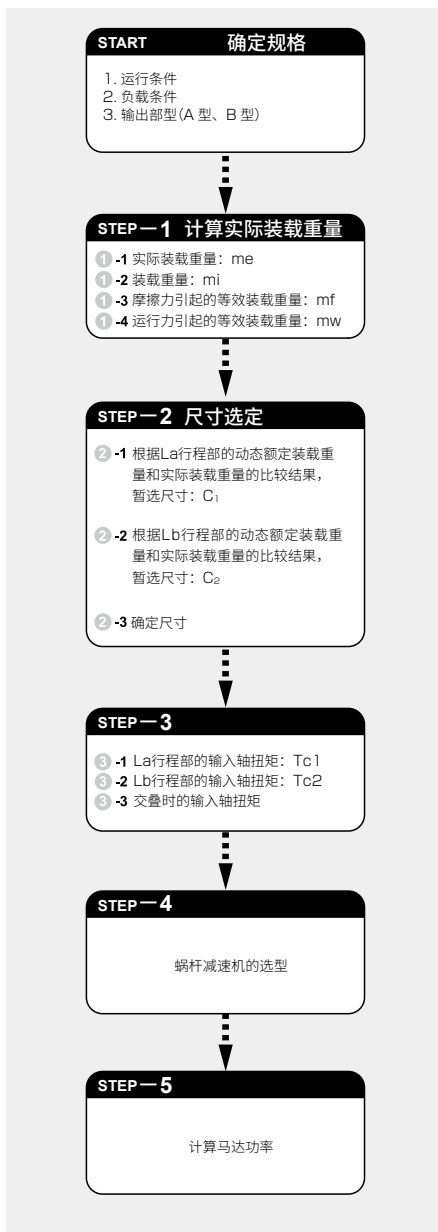 START 确定规格
1. 运行条件
2. 负载条件
3. 输出部型(A 型、B 型)
STEP－1 计算实际装载重量
1 -1 实际装载重量：me
1 -2 装载重量：mi
1 -3 摩擦力引起的等效装载重量：mf
1 -4 运行力引起的等效装载重量：mw
STEP－2 尺寸选定
2 -1 根据La行程部的动态额定装载重
量和实际装载重量的比较结果，
暂选尺寸：C₁
2 -2 根据Lb行程部的动态额定装载重
量和实际装载重量的比较结果，
暂选尺寸：C₂
2 -3 确定尺寸
STEP－3
3 -1 La行程部的输入轴扭矩：Tc1
3 -2 Lb行程部的输入轴扭矩：Tc2
3 -3 交叠时的输入轴扭矩
STEP－4
蜗杆减速机的选型
STEP－5
计算马达功率